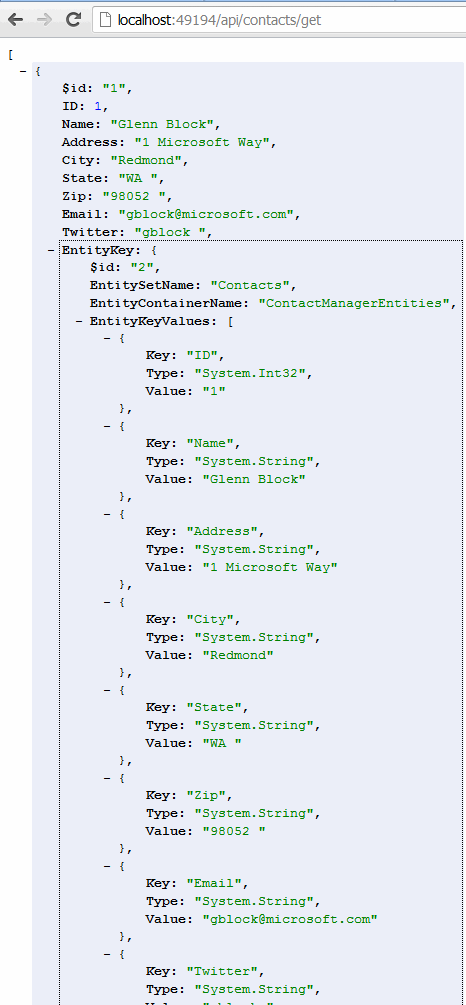 localhost:49194/api/contacts/get
[
- {
$id: "1",
ID: 1,
Name: "Glenn Block",
Address: "1 Microsoft Way",
City: "Redmond",
State: "WA ",
Zip: "98052 ",
Email: "gblock@microsoft.com",
Twitter: "gblock ",
- EntityKey: {
$id: "2",
EntitySetName: "Contacts",
EntityContainerName: "ContactManagerEntities",
- EntityKeyValues: [
- {
Key: "ID",
Type: "System.Int32",
Value: "1"
},
- {
Key: "Name",
Type: "System.String",
Value: "Glenn Block"
},
- {
Key: "Address",
Type: "System.String",
Value: "1 Microsoft Way"
},
- {
Key: "City",
Type: "System.String",
Value: "Redmond"
},
- {
Key: "State",
Type: "System.String",
Value: "WA "
},
- {
Key: "Zip",
Type: "System.String",
Value: "98052 "
},
- {
Key: "Email",
Type: "System.String",
Value: "gblock@microsoft.com"
},
- {
Key: "Twitter",
Type: "System.String",